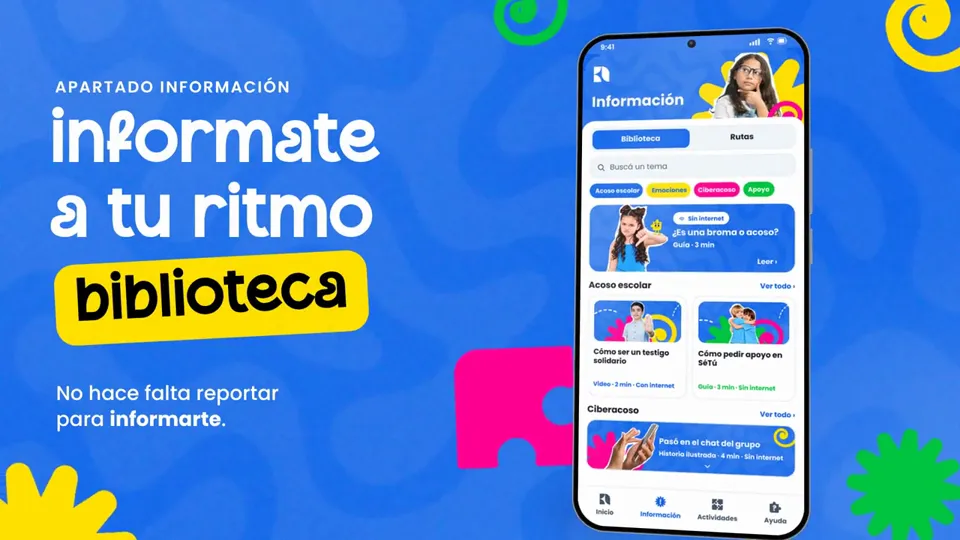 APARTADO INFORMACIÓN
informate
a tu ritmo
biblioteca
No hace falta reportar
para informarte.
9:41
Información
Biblioteca
Rutas
Buscá un tema
Acoso escolar
Emociones
Ciberacoso
Apoyo
Sin internet
¿Es una broma o acoso?
Guía · 3 min
Leer ›
Acoso escolar
Ver todo ›
Cómo ser un testigo
solidario
Video · 2 min · Con internet
Cómo pedir apoyo en
SéTú
Guía · 3 min · Sin internet
Ciberacoso
Ver todo ›
Pasó en el chat del grupo
Historia ilustrada · 4 min · Sin internet
Inicio
Información
Actividades
Ayuda